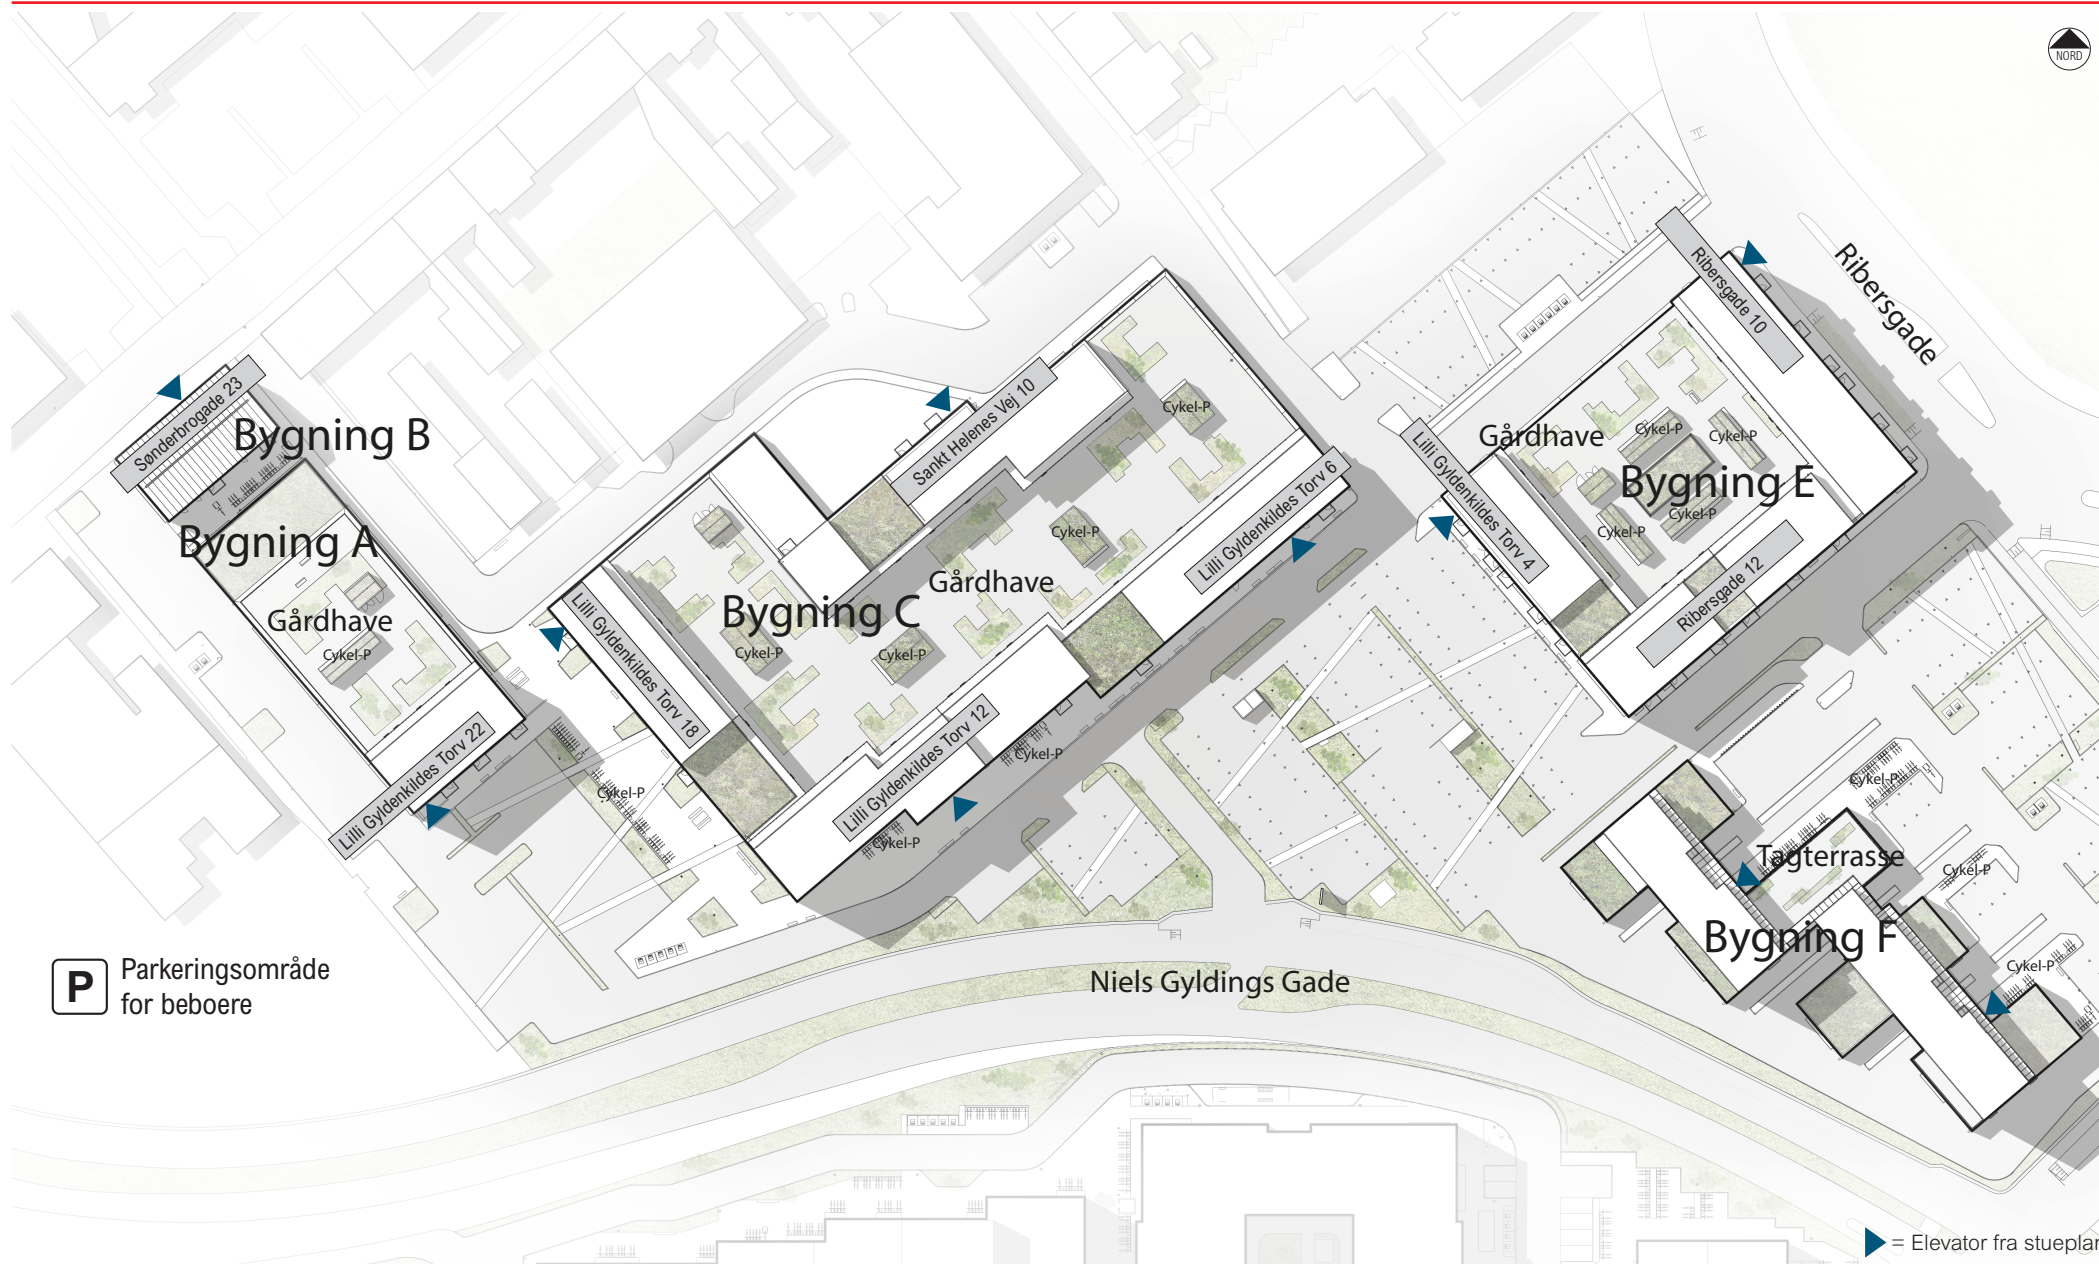 NORD
Ribersgade
Ribersgade 10
Sønderbrogade 23
Bygning B
Sankt Helenes Vej 10
Cykel-P
Lilli Gyldenkildes Torv 6
Lilli Gyldenkildes Torv 4
Gårdhave
Cykel-P
Cykel-P
Bygning E
Cykel-P
Cykel-P
Ribersgade 12
Bygning A
Gårdhave
Cykel-P
Lilli Gyldenkildes Torv 22
Cykel-P
Lilli Gyldenkildes Torv 18
Gårdhave
Bygning C
Cykel-P
Cykel-P
Cykel-P
Lilli Gyldenkildes Torv 12
Cykel-P
Cykel-P
Cykel-P
Tagterrasse
Cykel-P
Bygning F
Cykel-P
P
Parkeringsområde
for beboere
Niels Gyldings Gade
= Elevator fra stueplan